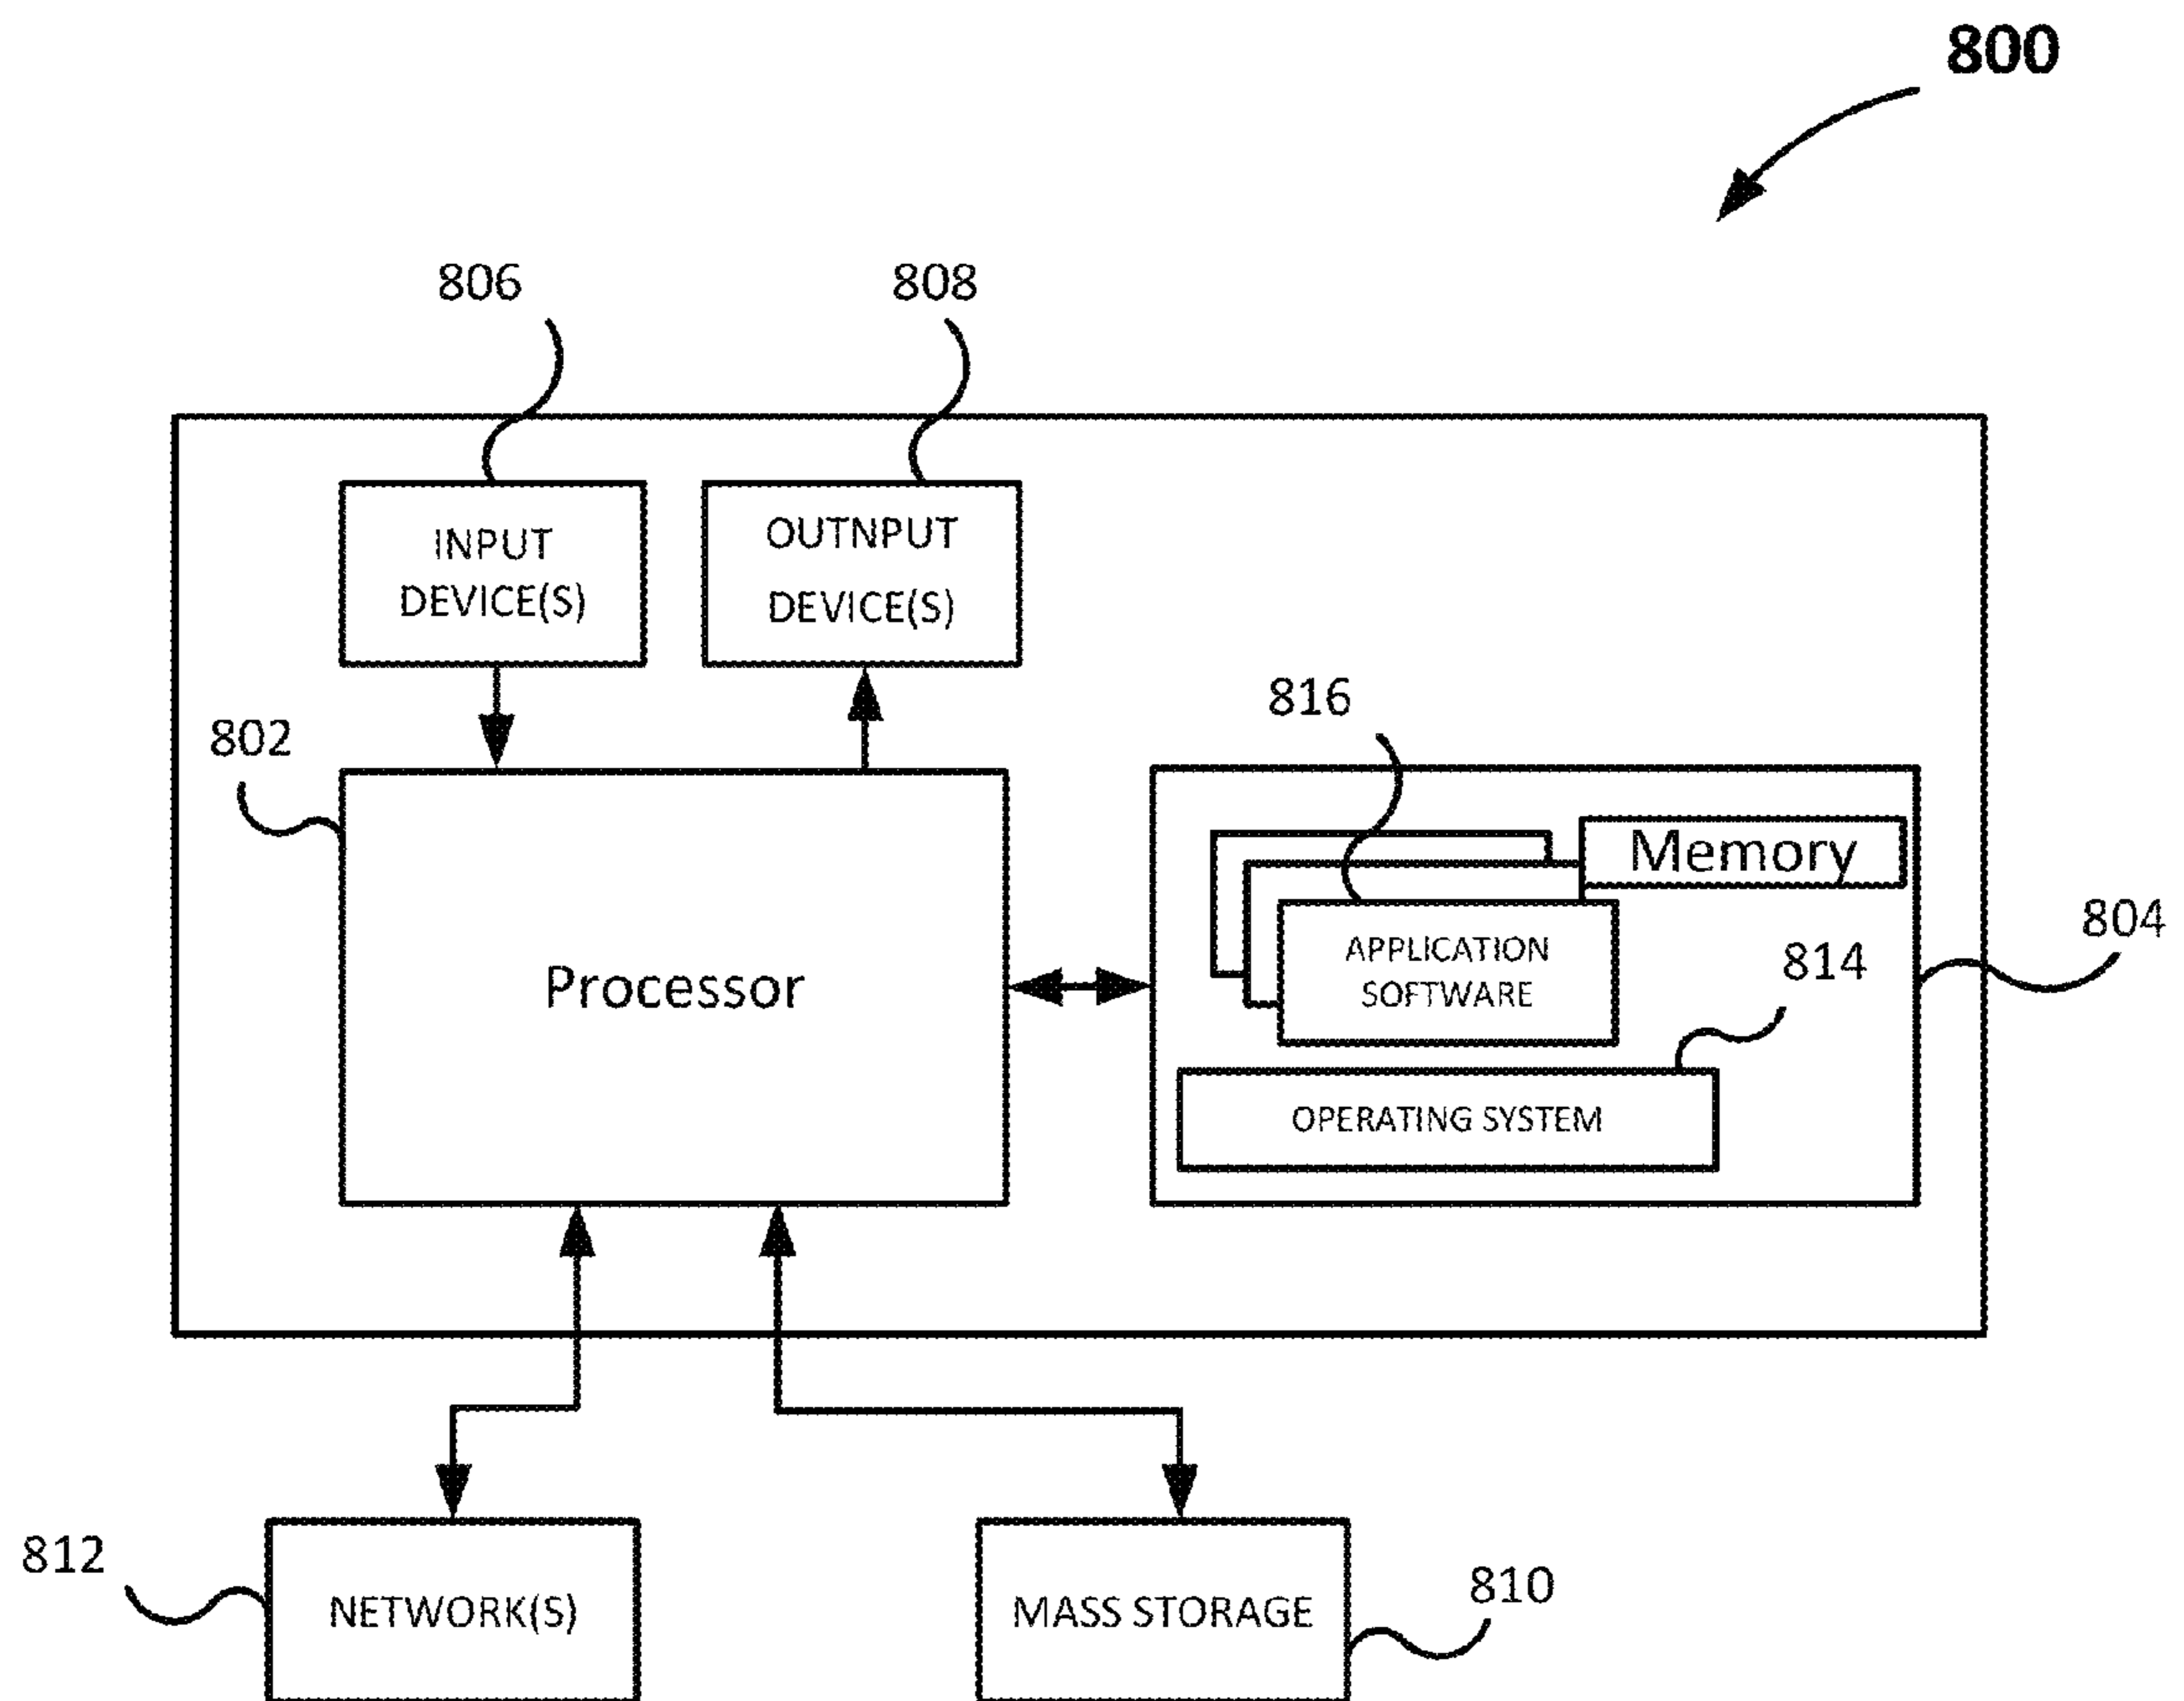 800
806
808
INPUT
DEVICE(S)
OUTNPUT
DEVICE(S)
802
816
Processor
Memory
APPLICATION
SOFTWARE
804
814
OPERATING SYSTEM
812
NETWORK(S)
MASS STORAGE
810